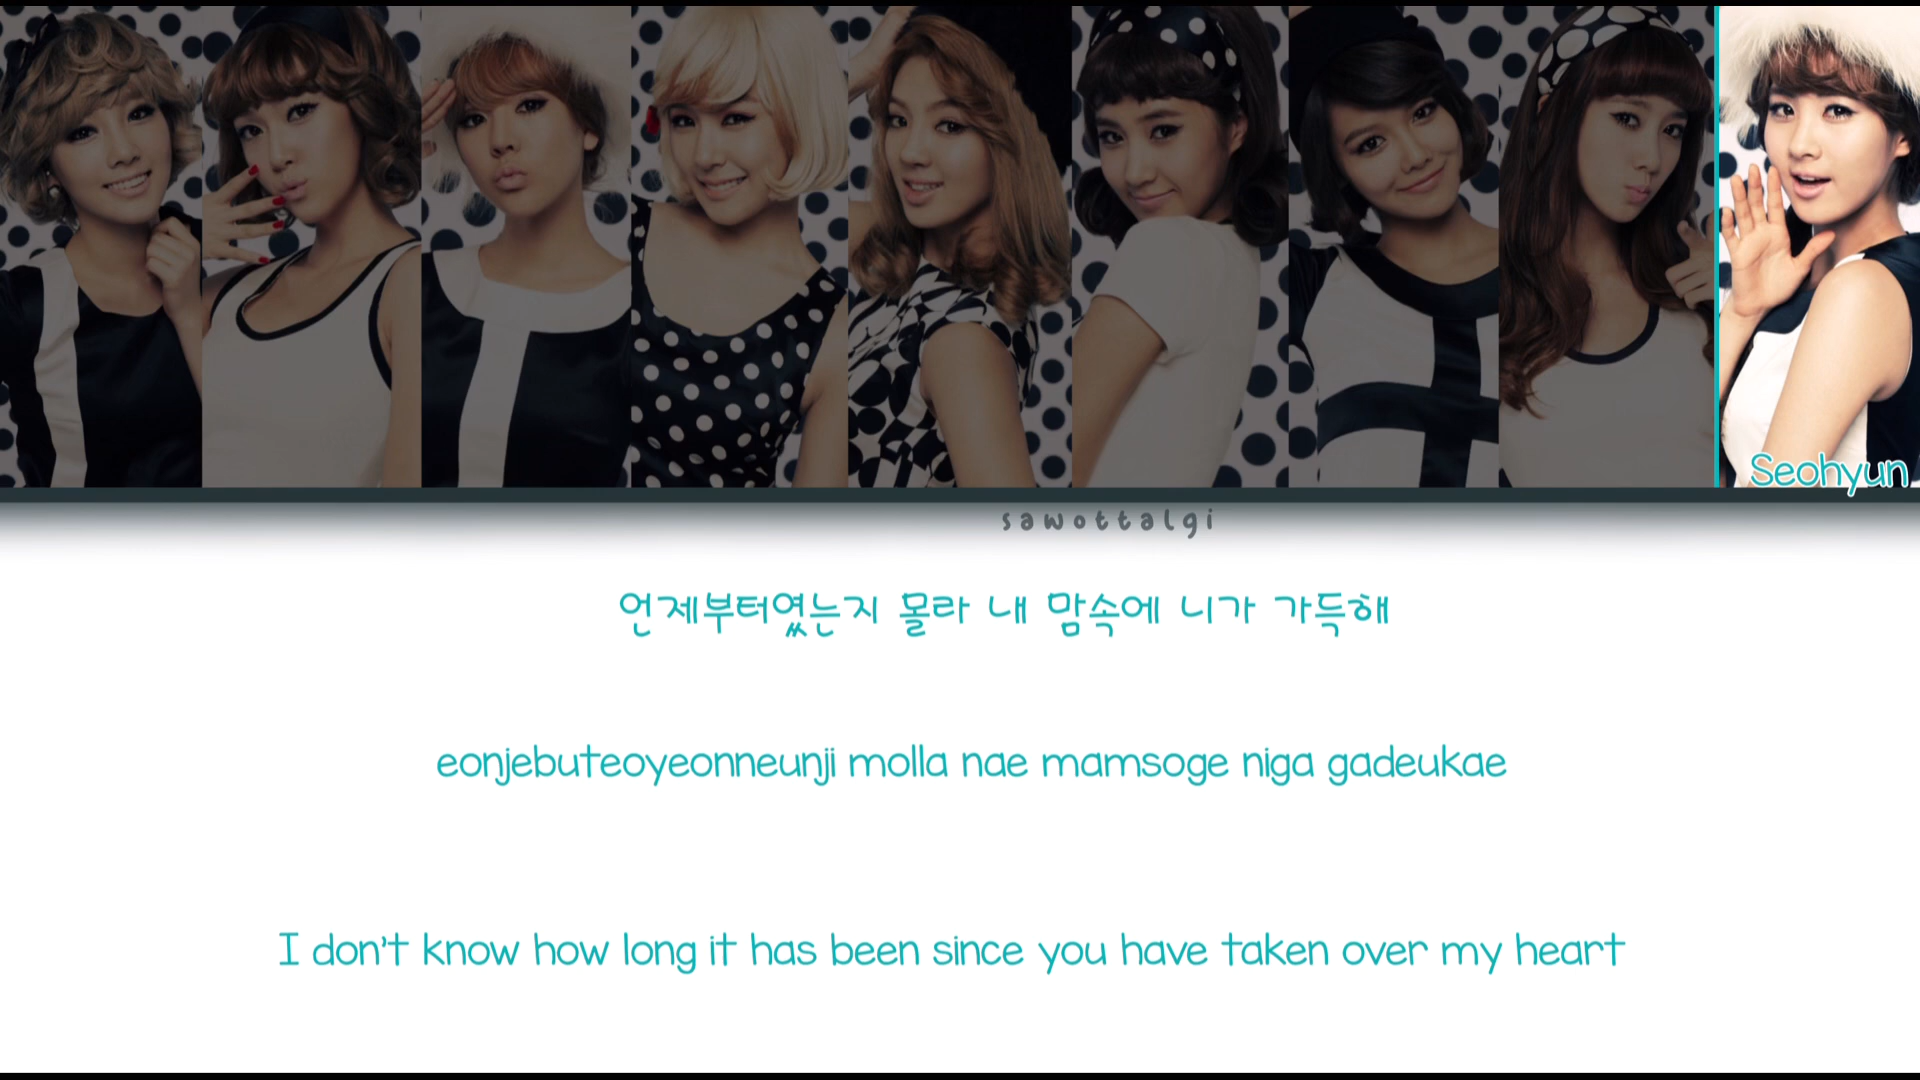 Seohyun
sawottalgi
언제부터였는지 몰라 내 맘속에 니가 가득해
eonjebuteoyeonneunji molla nae mamsoge niga gadeukae
I don't know how long it has been since you have taken over my heart